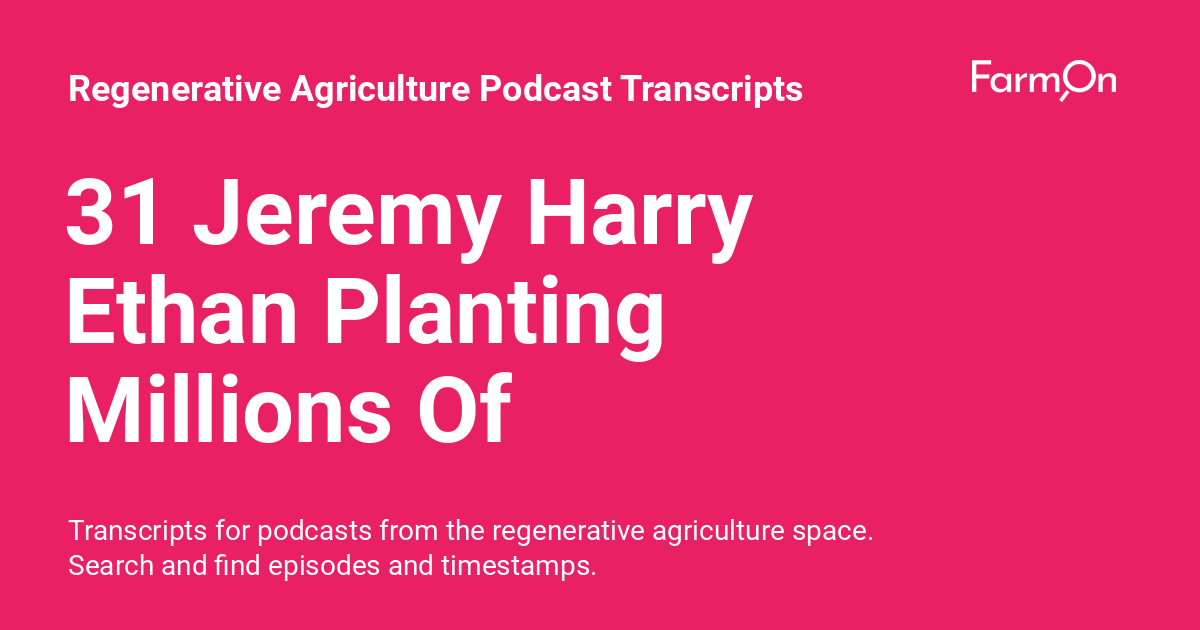 Regenerative Agriculture Podcast Transcripts
FarmOn
31 Jeremy Harry
Ethan Planting
Millions Of
Transcripts for podcasts from the regenerative agriculture space.
Search and find episodes and timestamps.